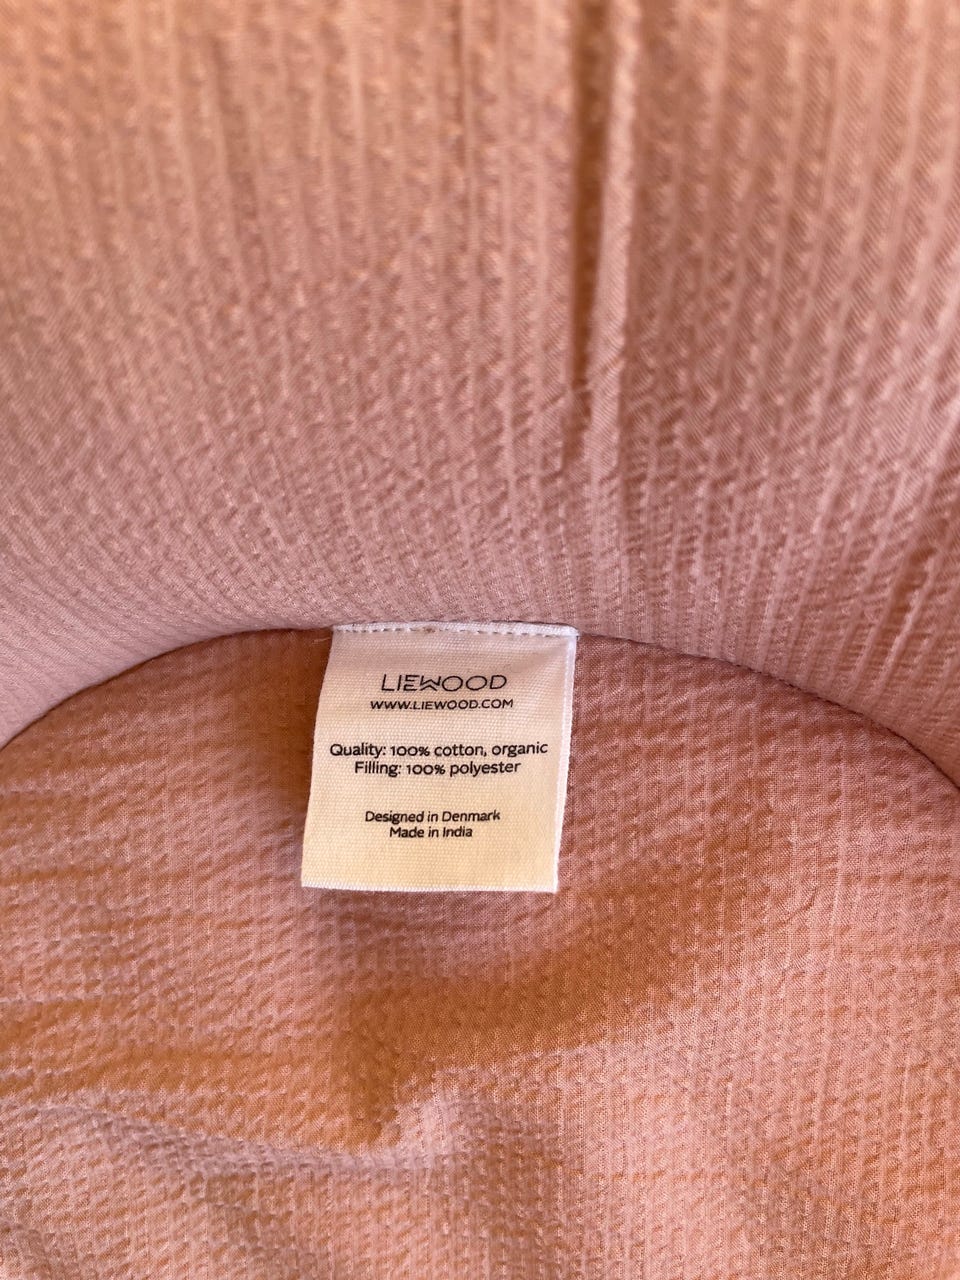 LIEWOOD
WWW.LIEWOOD.COM
Quality: 100% cotton, organic
Filling: 100% polyester
Designed in Denmark
Made in India